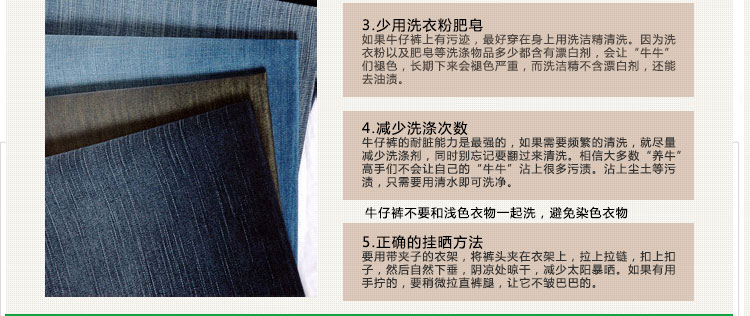 3.少用洗衣粉肥皂
如果牛仔裤上有污迹，最好穿在身上用洗洁精清洗。因为洗
衣粉以及肥皂等洗涤物品多少都含有漂白剂，会让“牛牛”
们褪色，长期下来会褪色严重，而洗洁精不含漂白剂，还能
去油渍。
4.减少洗涤次数
牛仔裤的耐脏能力是最强的，如果需要频繁的清洗，就尽量
减少洗涤剂，同时别忘记要翻过来清洗。相信大多数“养牛”
高手们不会让自己的“牛牛”沾上很多污渍。沾上尘土等污
渍，只需要用清水即可洗净。
牛仔裤不要和浅色衣物一起洗，避免染色衣物
5.正确的挂晒方法
要用带夹子的衣架，将裤头夹在衣架上，拉上拉链，扣上扣
子，然后自然下垂，阴凉处晾干，减少太阳暴晒。如果有用
手拧的，要稍微拉直裤腿，让它不皱巴巴的。